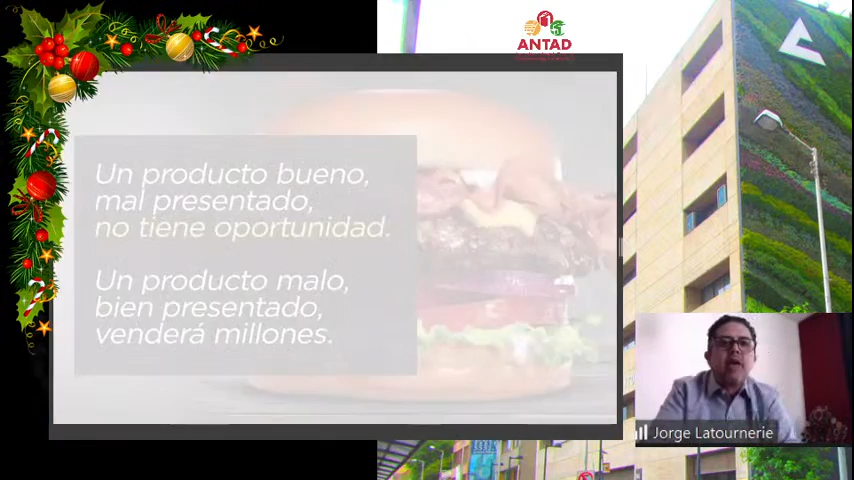 ANTAD
Un producto bueno,
mal presentado,
no tiene oportunidad.
Un producto malo,
bien presentado,
venderá millones.
Jorge Latournerie